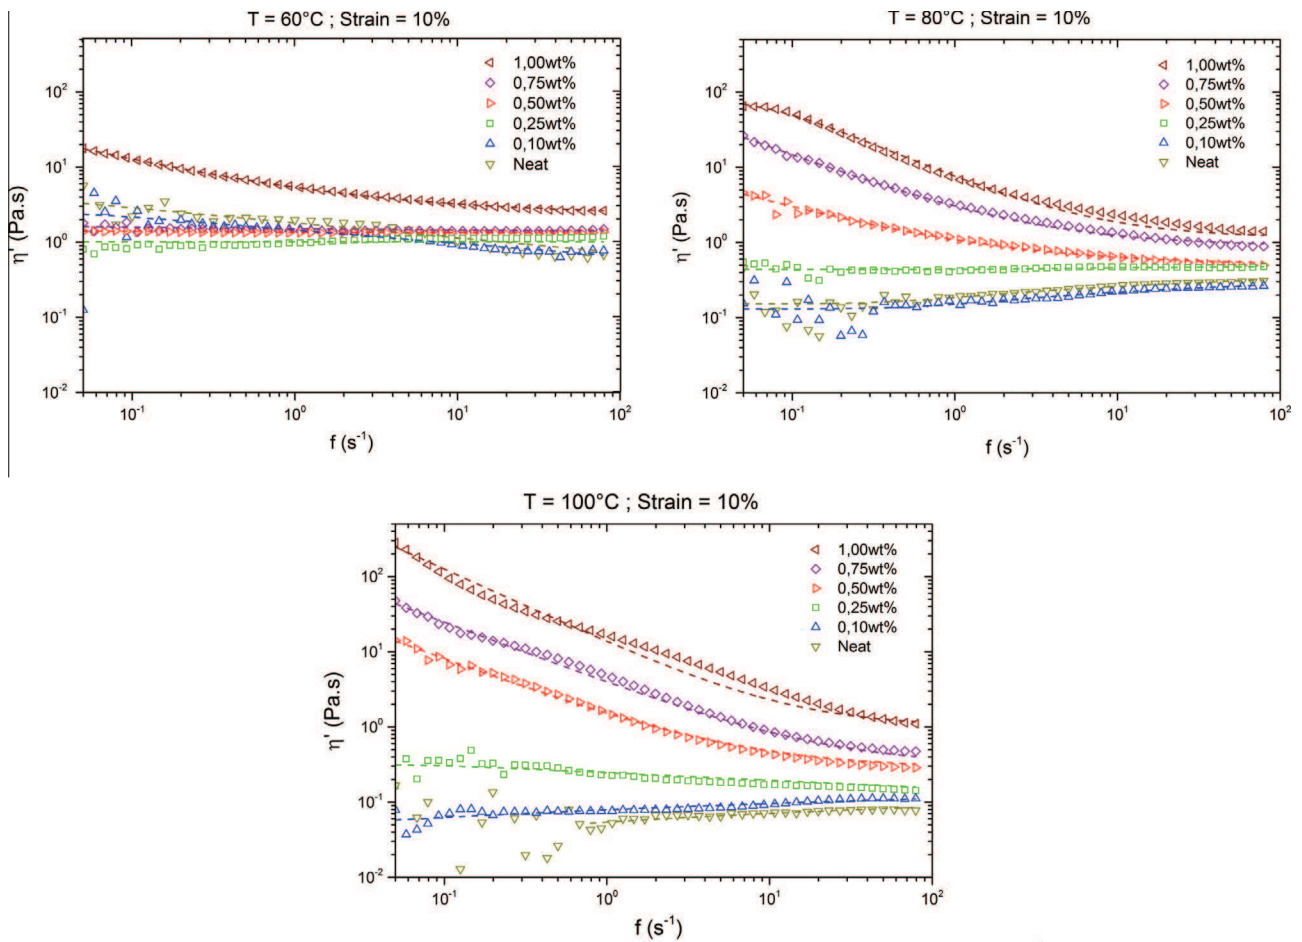 T = 60°C ; Strain = 10%
η' (Pa.s)
10²
10¹
10⁰
10⁻¹
10⁻²
1,00wt%
0,75wt%
0,50wt%
0,25wt%
0,10wt%
Neat
10⁻¹ 10⁰ 10¹ 10²
f (s⁻¹)
T = 80°C ; Strain = 10%
η' (Pa.s)
10²
10¹
10⁰
10⁻¹
10⁻²
1,00wt%
0,75wt%
0,50wt%
0,25wt%
0,10wt%
Neat
10⁻¹ 10⁰ 10¹ 10²
f (s⁻¹)
T = 100°C ; Strain = 10%
η' (Pa.s)
10²
10¹
10⁰
10⁻¹
10⁻²
1,00wt%
0,75wt%
0,50wt%
0,25wt%
0,10wt%
Neat
10⁻¹ 10⁰ 10¹ 10²
f (s⁻¹)